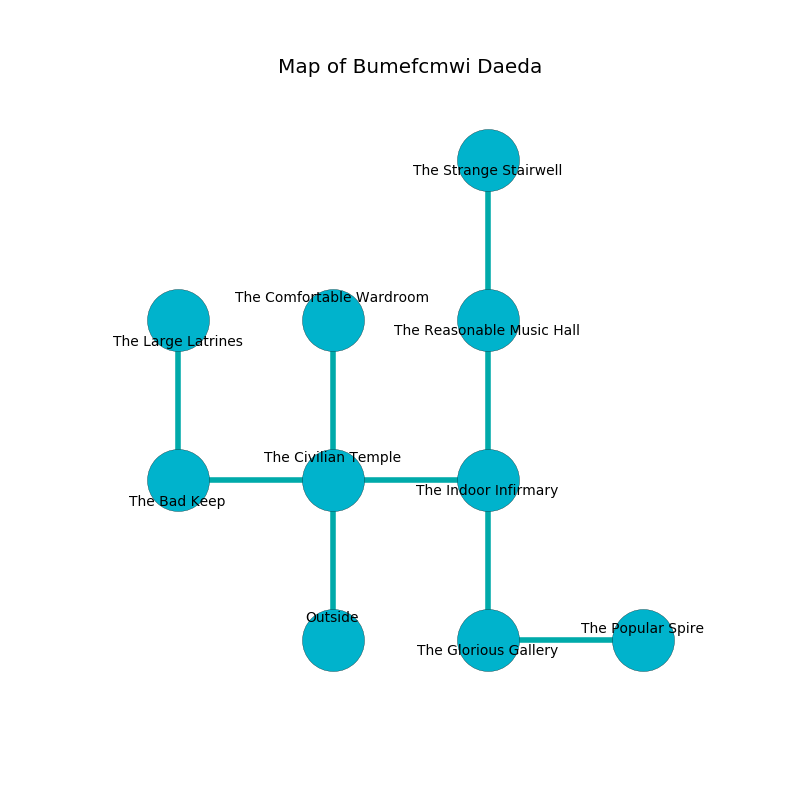 Map of Bumefcmwi Daeda
The Strange Stairwell
The Comfortable Wardroom
The Reasonable Music Hall
The Large Latrines
The Civilian Temple
The Indoor Infirmary
The Bad Keep
Outside
The Popular Spire
The Glorious Gallery